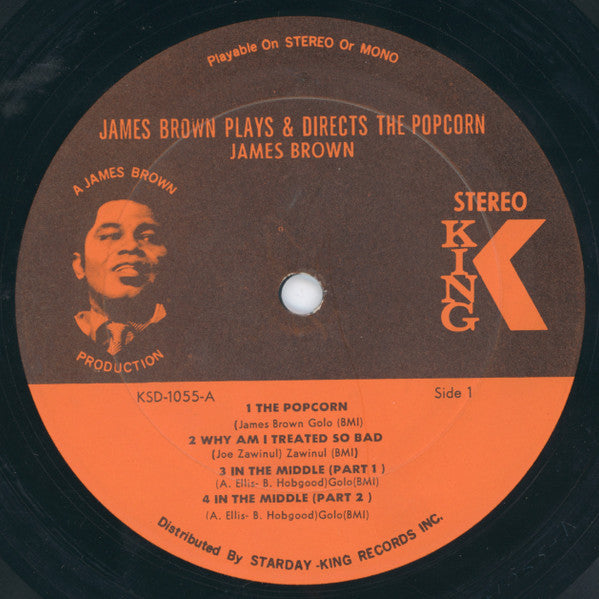 Playable On STEREO Or MONO
JAMES BROWN PLAYS & DIRECTS THE POPCORN
JAMES BROWN
A JAMES BROWN
PRODUCTION
STEREO
KING
K
KSD-1055-A
Side 1
1 THE POPCORN
(James Brown Golo (BMI)
2 WHY AM I TREATED SO BAD
(Joe Zawinul) Zawinul (BMI)
3 IN THE MIDDLE (PART 1 )
(A. Ellis- B. Hobgood)Golo(BMI)
4 IN THE MIDDLE (PART 2 )
(A. Ellis- B. Hobgood)Golo(BMI)
Distributed By STARDAY -KING RECORDS INC.